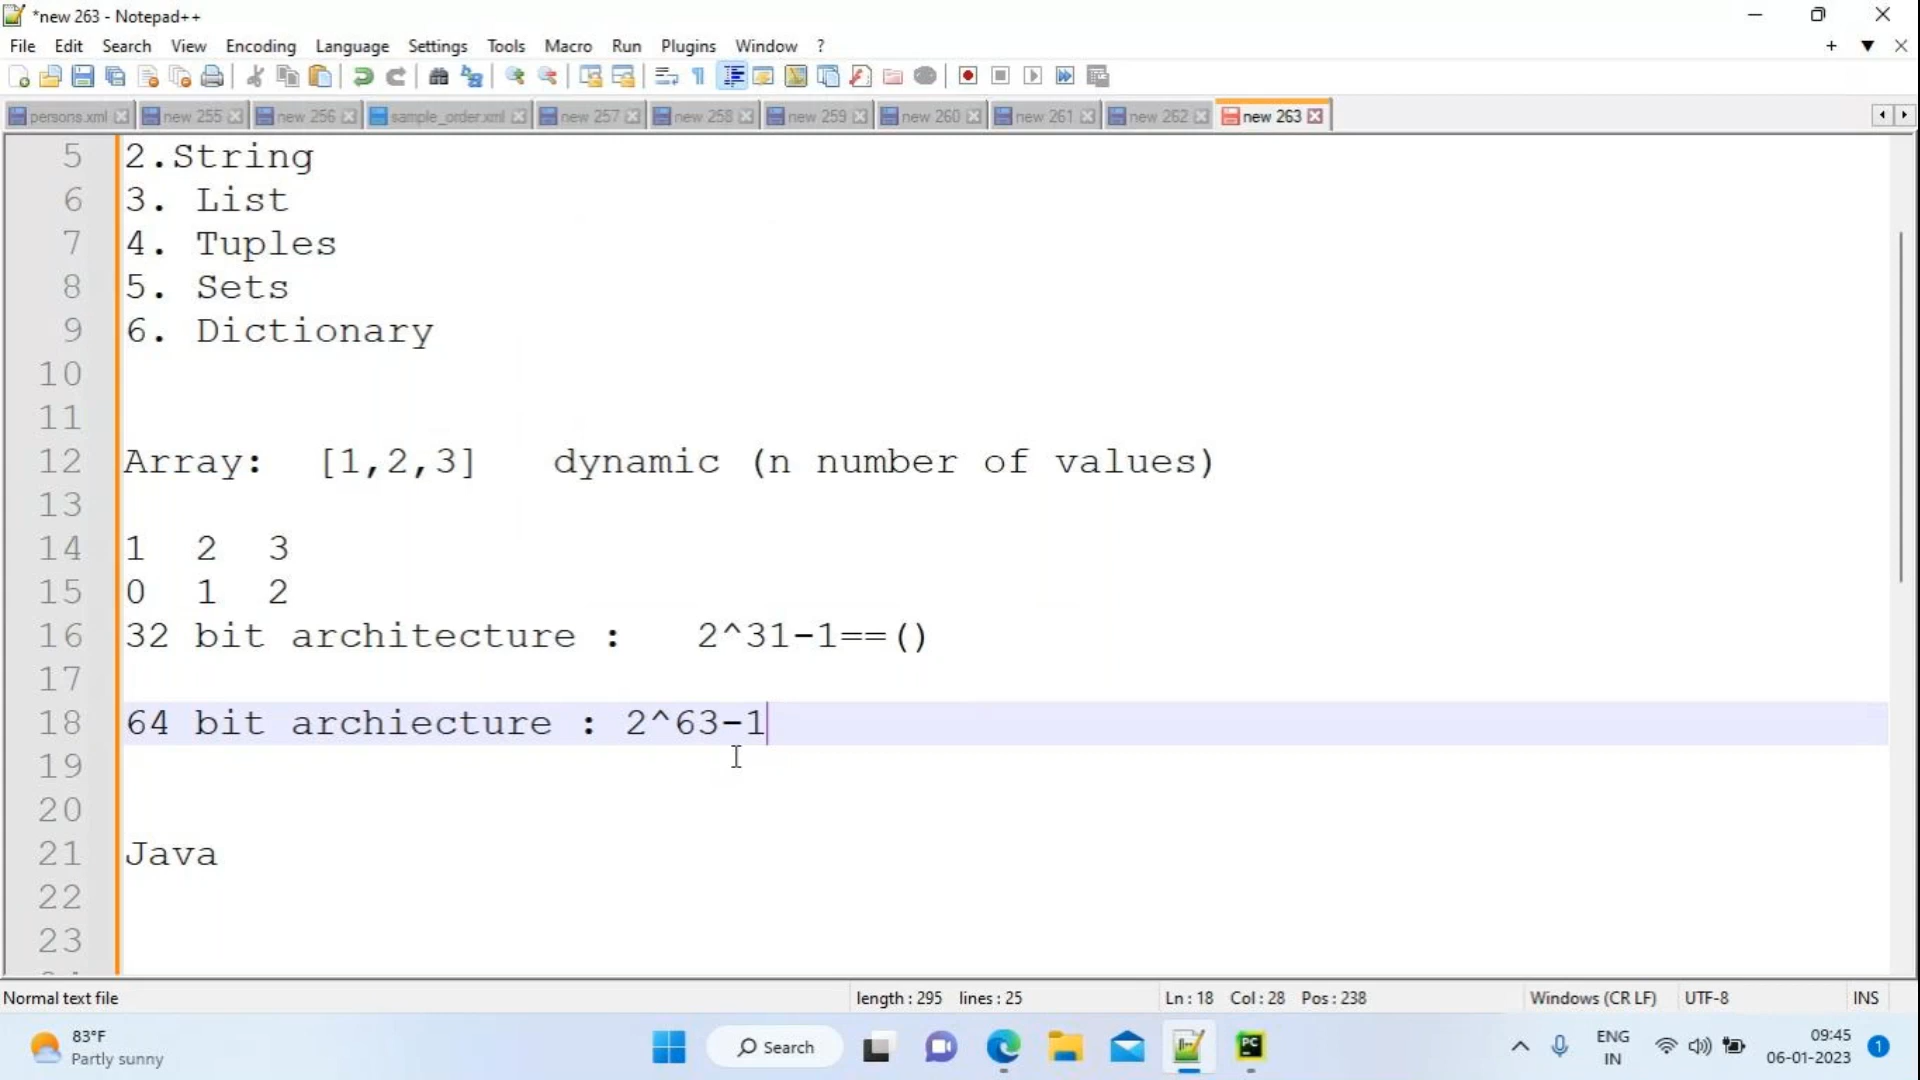 *new 263 - Notepad++
File Edit Search View Encoding Language Settings Tools Macro Run Plugins Window ?
persons.xml new 255 new 256 sample_order.xml new 257 new 258 new 259 new 260 new 261 new 262 new 263
5 2.String
6 3. List
7 4. Tuples
8 5. Sets
9 6. Dictionary
10
11
12 Array: [1,2,3] dynamic (n number of values)
13
14 1 2 3
15 0 1 2
16 32 bit architecture : 2^31-1==()
17
18 64 bit archiecture : 2^63-1
19
20
21 Java
22
23
Normal text file length : 295 lines : 25 Ln : 18 Col : 28 Pos : 238 Windows (CR LF) UTF-8 INS
83°F
Partly sunny
Search
PC
ENG
IN
09:45
06-01-2023
1